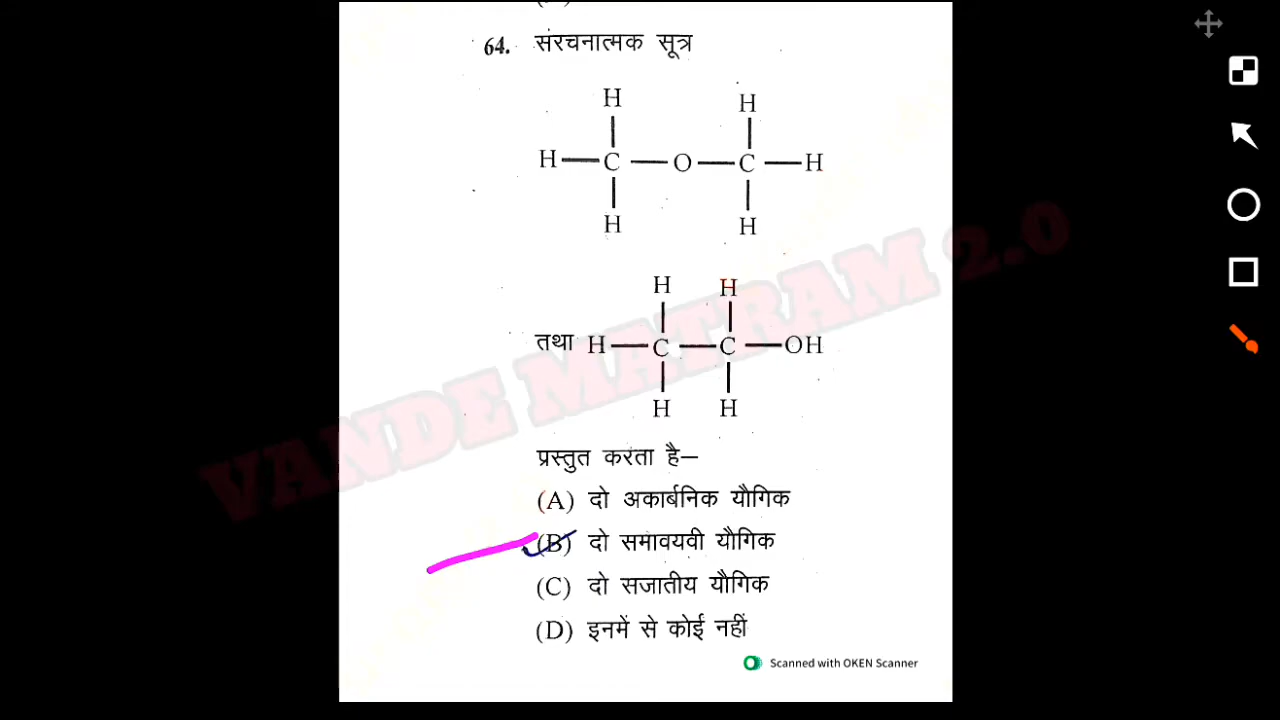 64. संरचनात्मक सूत्र
H H
H C O C H
H H
H H
तथा H C C OH
H H
प्रस्तुत करता है—
(A) दो अकार्बनिक यौगिक
(B) दो समावयवी यौगिक
(C) दो सजातीय यौगिक
(D) इनमें से कोई नहीं
Scanned with OKEN Scanner
VANDE MATRAM 2.0